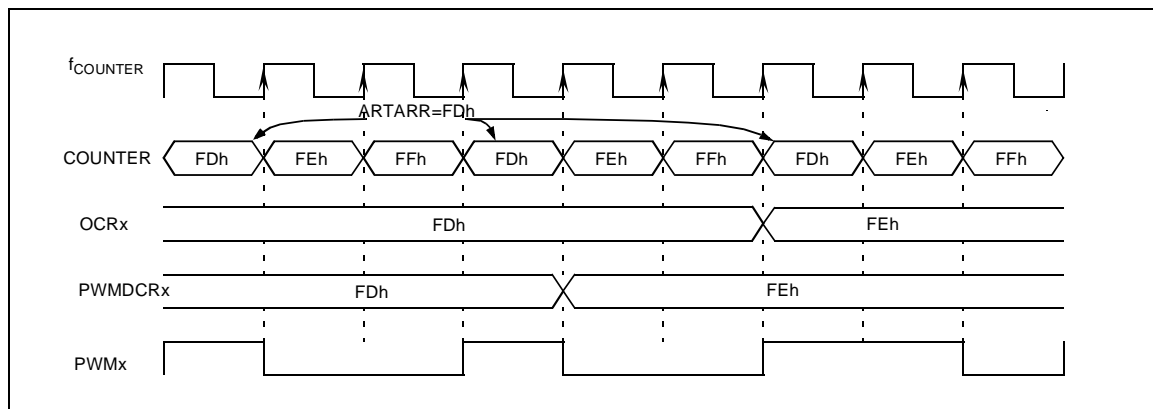 fCOUNTER
ARTARR=FDh
COUNTER FDh FEh FFh FDh FEh FFh FDh FEh FFh
OCRx FDh FEh
PWMDCRx FDh FEh
PWMx